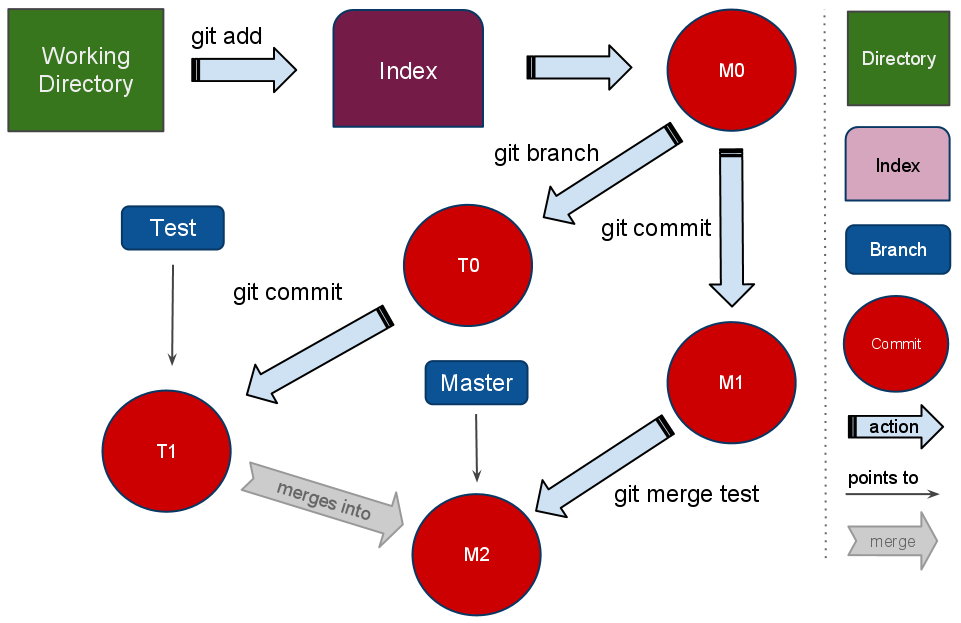 git add
Working
Directory
Index
M0
git branch
Test
git commit
T0
git commit
Master
M1
T1
merges into
git merge test
M2
Directory
Index
Branch
Commit
action
points to
merge